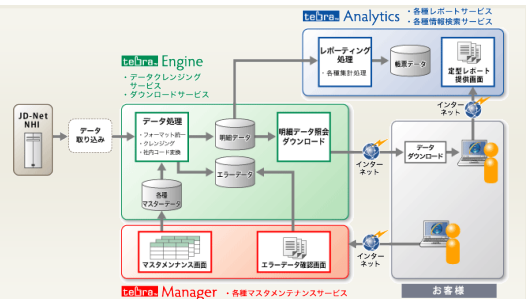 tebra. Analytics
・各種レポートサービス
・各種情報検索サービス
tebra. Engine
・データクレンジング
サービス
・ダウンロードサービス
レポーティング
処理
・各種集計処理
帳票データ
定型レポート
提供画面
JD-Net
NHI
データ
取り込み
データ処理
・フォーマット統一
・クレンジング
・社内コード変換
明細データ
明細データ照会
ダウンロード
エラーデータ
各種
マスターデータ
インター
ネット
インター
ネット
データ
ダウンロード
マスタメンテナンス画面
エラーデータ確認画面
インター
ネット
tebra. Manager
・各種マスタメンテナンスサービス
お客様